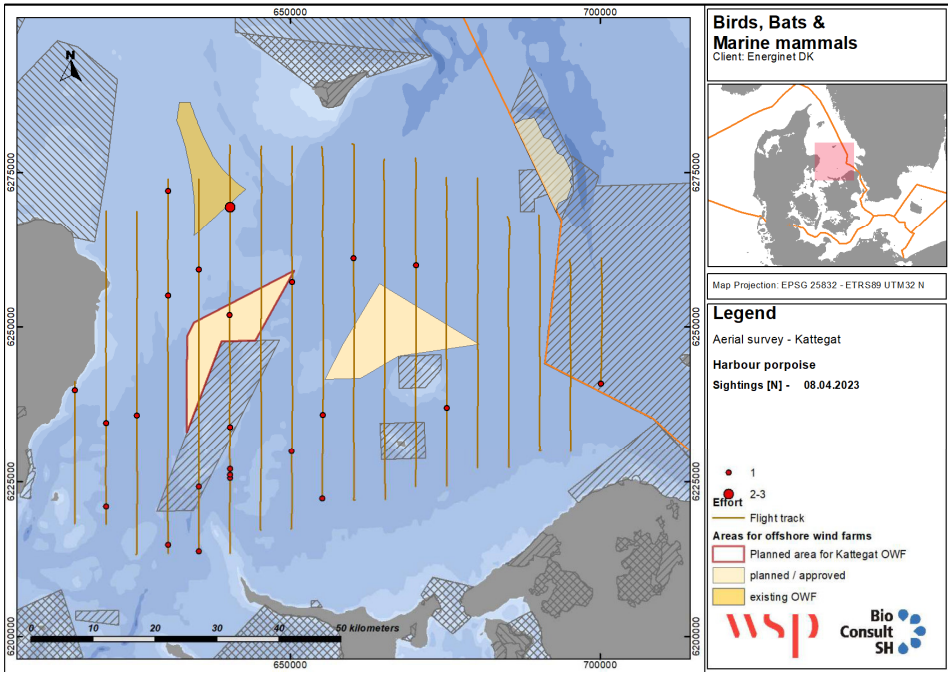 650000
700000
N
6275000
6275000
6250000
6250000
6225000
6225000
6200000
6200000
0
10
20
30
40
50 kilometers
650000
700000
Birds, Bats &
Marine mammals
Client: Energinet DK
Map Projection: EPSG 25832 - ETRS89 UTM32 N
Legend
Aerial survey - Kattegat
Harbour porpoise
Sightings [N] - 08.04.2023
1
2-3
Effort
Flight track
Areas for offshore wind farms
Planned area for Kattegat OWF
planned / approved
existing OWF
wsp
Bio
Consult
SH